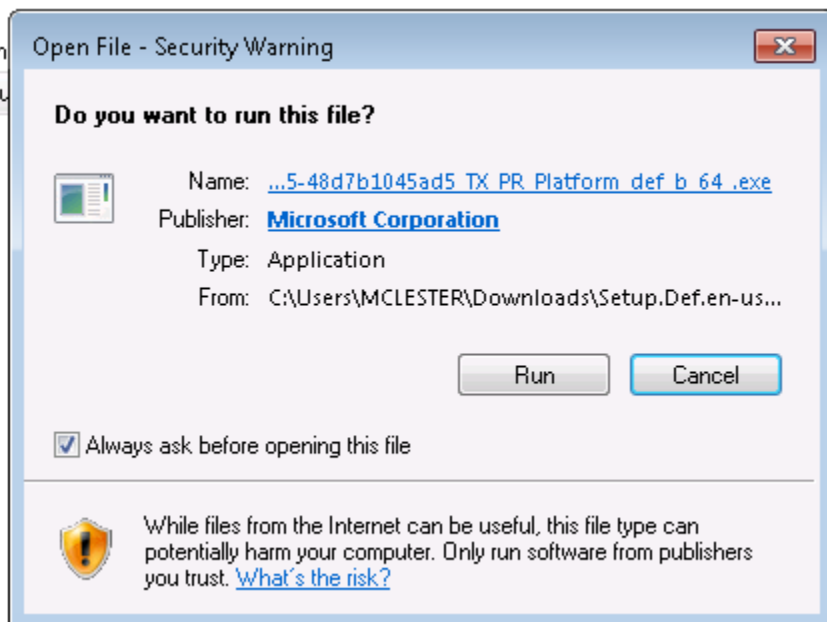 Open File - Security Warning
Do you want to run this file?
Name: ...5-48d7b1045ad5_TX_PR_Platform_def_b_64_.exe
Publisher: Microsoft Corporation
Type: Application
From: C:\Users\MCLESTER\Downloads\Setup.Def.en-us...
Run Cancel
Always ask before opening this file
While files from the Internet can be useful, this file type can
potentially harm your computer. Only run software from publishers
you trust. What's the risk?